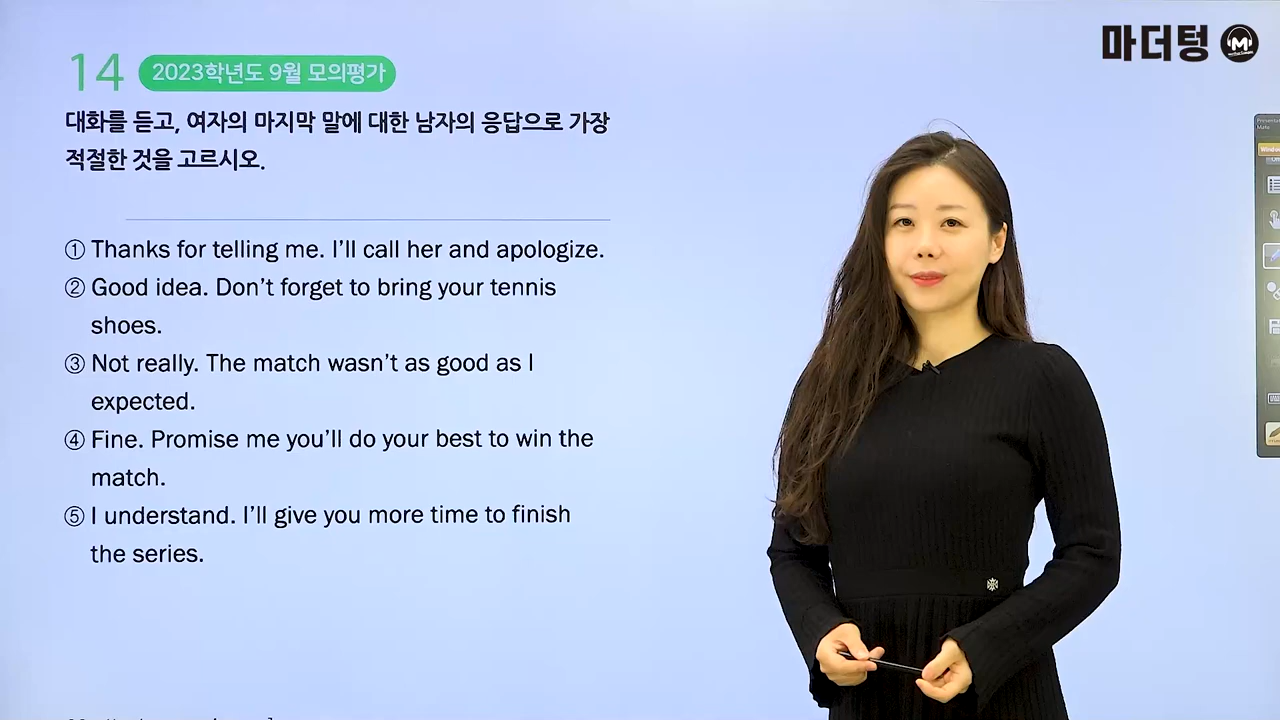 마더텅
M
14 2023학년도 9월 모의평가
대화를 듣고, 여자의 마지막 말에 대한 남자의 응답으로 가장
적절한 것을 고르시오.
① Thanks for telling me. I’ll call her and apologize.
② Good idea. Don’t forget to bring your tennis
shoes.
③ Not really. The match wasn’t as good as I
expected.
④ Fine. Promise me you’ll do your best to win the
match.
⑤ I understand. I’ll give you more time to finish
the series.